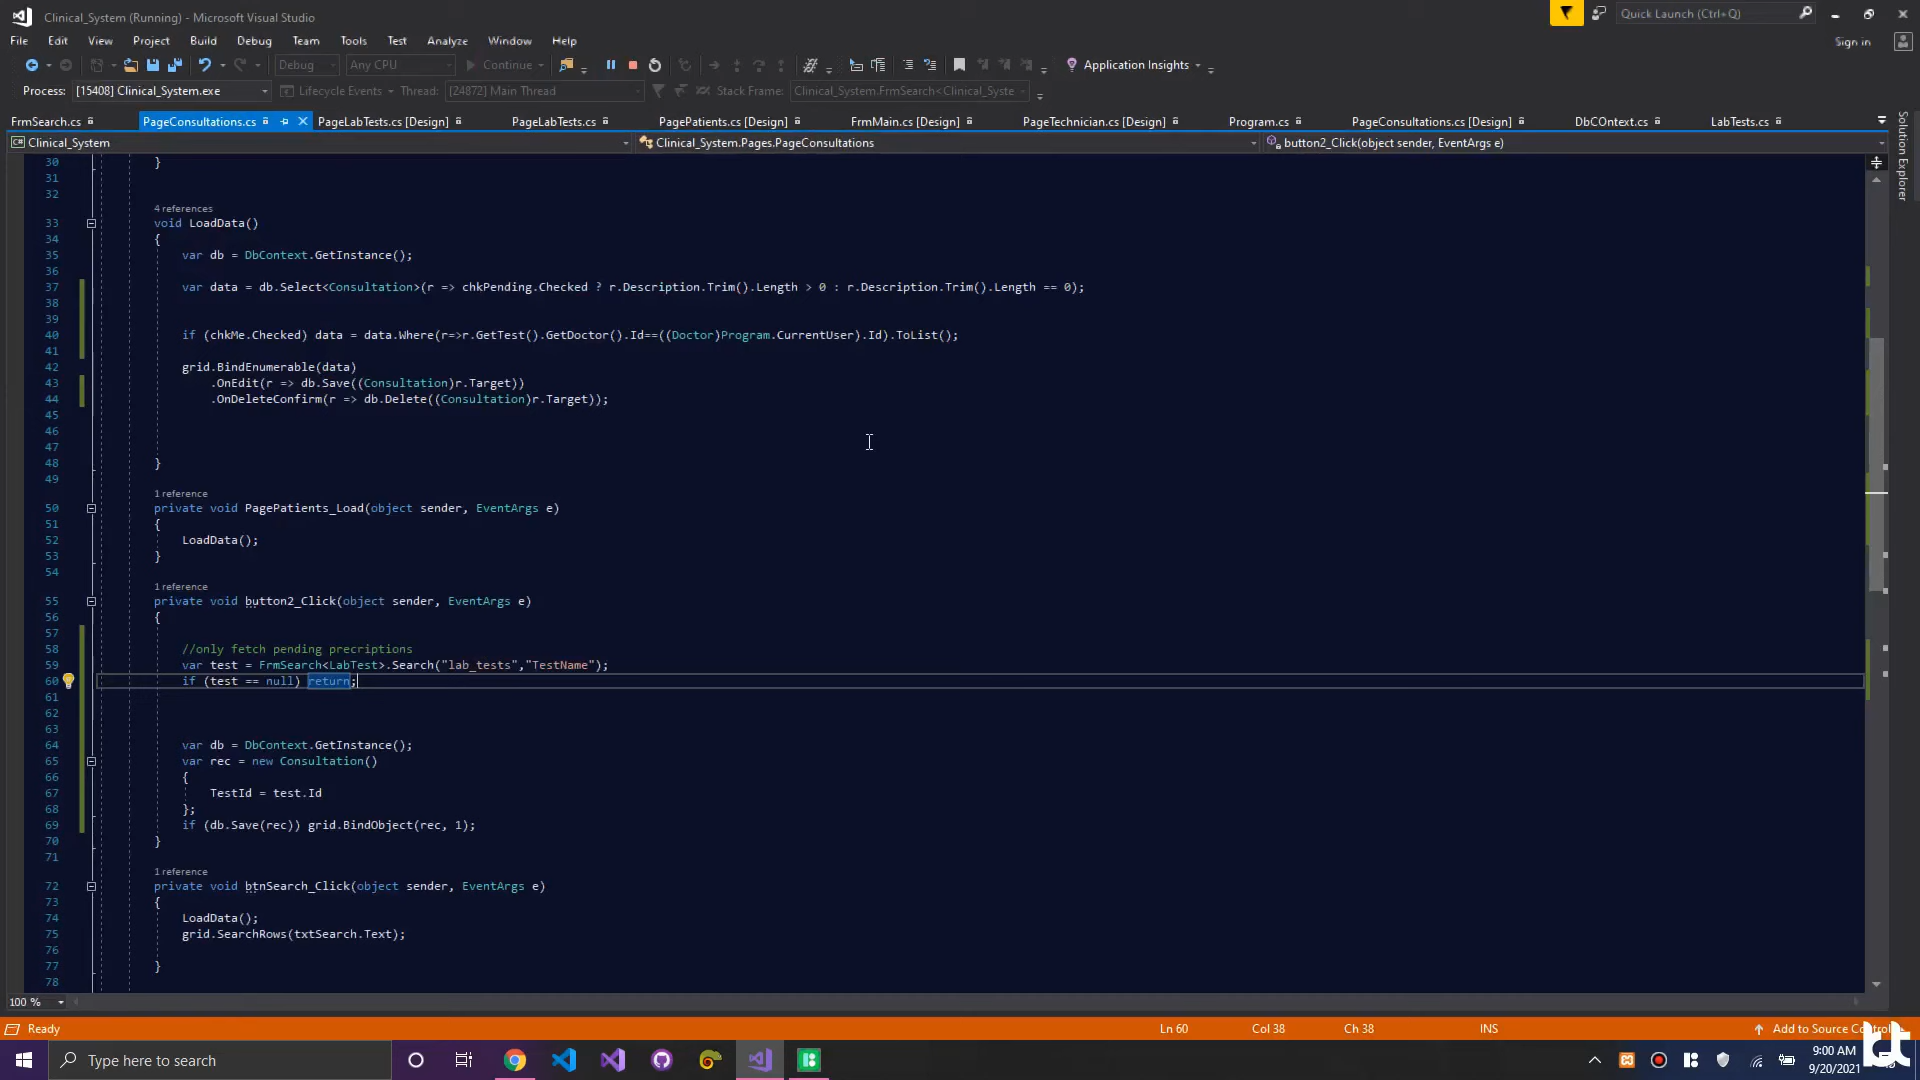 Clinical_System (Running) - Microsoft Visual Studio
Quick Launch (Ctrl+Q)
File Edit View Project Build Debug Team Tools Test Analyze Window Help
Sign in
Debug Any CPU Continue Application Insights
Process: [15408] Clinical_System.exe Lifecycle Events Thread: [24872] Main Thread Stack Frame: Clinical_System.FrmSearch<Clinical_Syste
FrmSearch.cs PageConsultations.cs PageLabTests.cs [Design] PageLabTests.cs PagePatients.cs [Design] FrmMain.cs [Design] PageTechnician.cs [Design] Program.cs PageConsultations.cs [Design] DbCOntext.cs LabTests.cs
Clinical_System Clinical_System.Pages.PageConsultations button2_Click(object sender, EventArgs e)
Solution Explorer
30 }
31
32
4 references
33 void LoadData()
34 {
35 var db = DbContext.GetInstance();
36
37 var data = db.Select<Consultation>(r => chkPending.Checked ? r.Description.Trim().Length > 0 : r.Description.Trim().Length == 0);
38
39
40 if (chkMe.Checked) data = data.Where(r=>r.GetTest().GetDoctor().Id==((Doctor)Program.CurrentUser).Id).ToList();
41
42 grid.BindEnumerable(data)
43 .OnEdit(r => db.Save((Consultation)r.Target))
44 .OnDeleteConfirm(r => db.Delete((Consultation)r.Target));
45
46
47
48 }
49
1 reference
50 private void PagePatients_Load(object sender, EventArgs e)
51 {
52 LoadData();
53 }
54
1 reference
55 private void button2_Click(object sender, EventArgs e)
56 {
57
58 //only fetch pending precriptions
59 var test = FrmSearch<LabTest>.Search("lab_tests","TestName");
60 if (test == null) return;
61
62
63
64 var db = DbContext.GetInstance();
65 var rec = new Consultation()
66 {
67 TestId = test.Id
68 };
69 if (db.Save(rec)) grid.BindObject(rec, 1);
70 }
71
1 reference
72 private void btnSearch_Click(object sender, EventArgs e)
73 {
74 LoadData();
75 grid.SearchRows(txtSearch.Text);
76
77 }
78
100 %
Ready Ln 60 Col 38 Ch 38 INS Add to Source Control
Type here to search
9:00 AM
9/20/2021